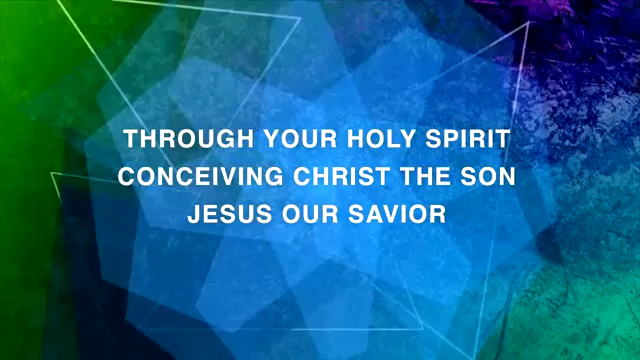 THROUGH YOUR HOLY SPIRIT
CONCEIVING CHRIST THE SON
JESUS OUR SAVIOR